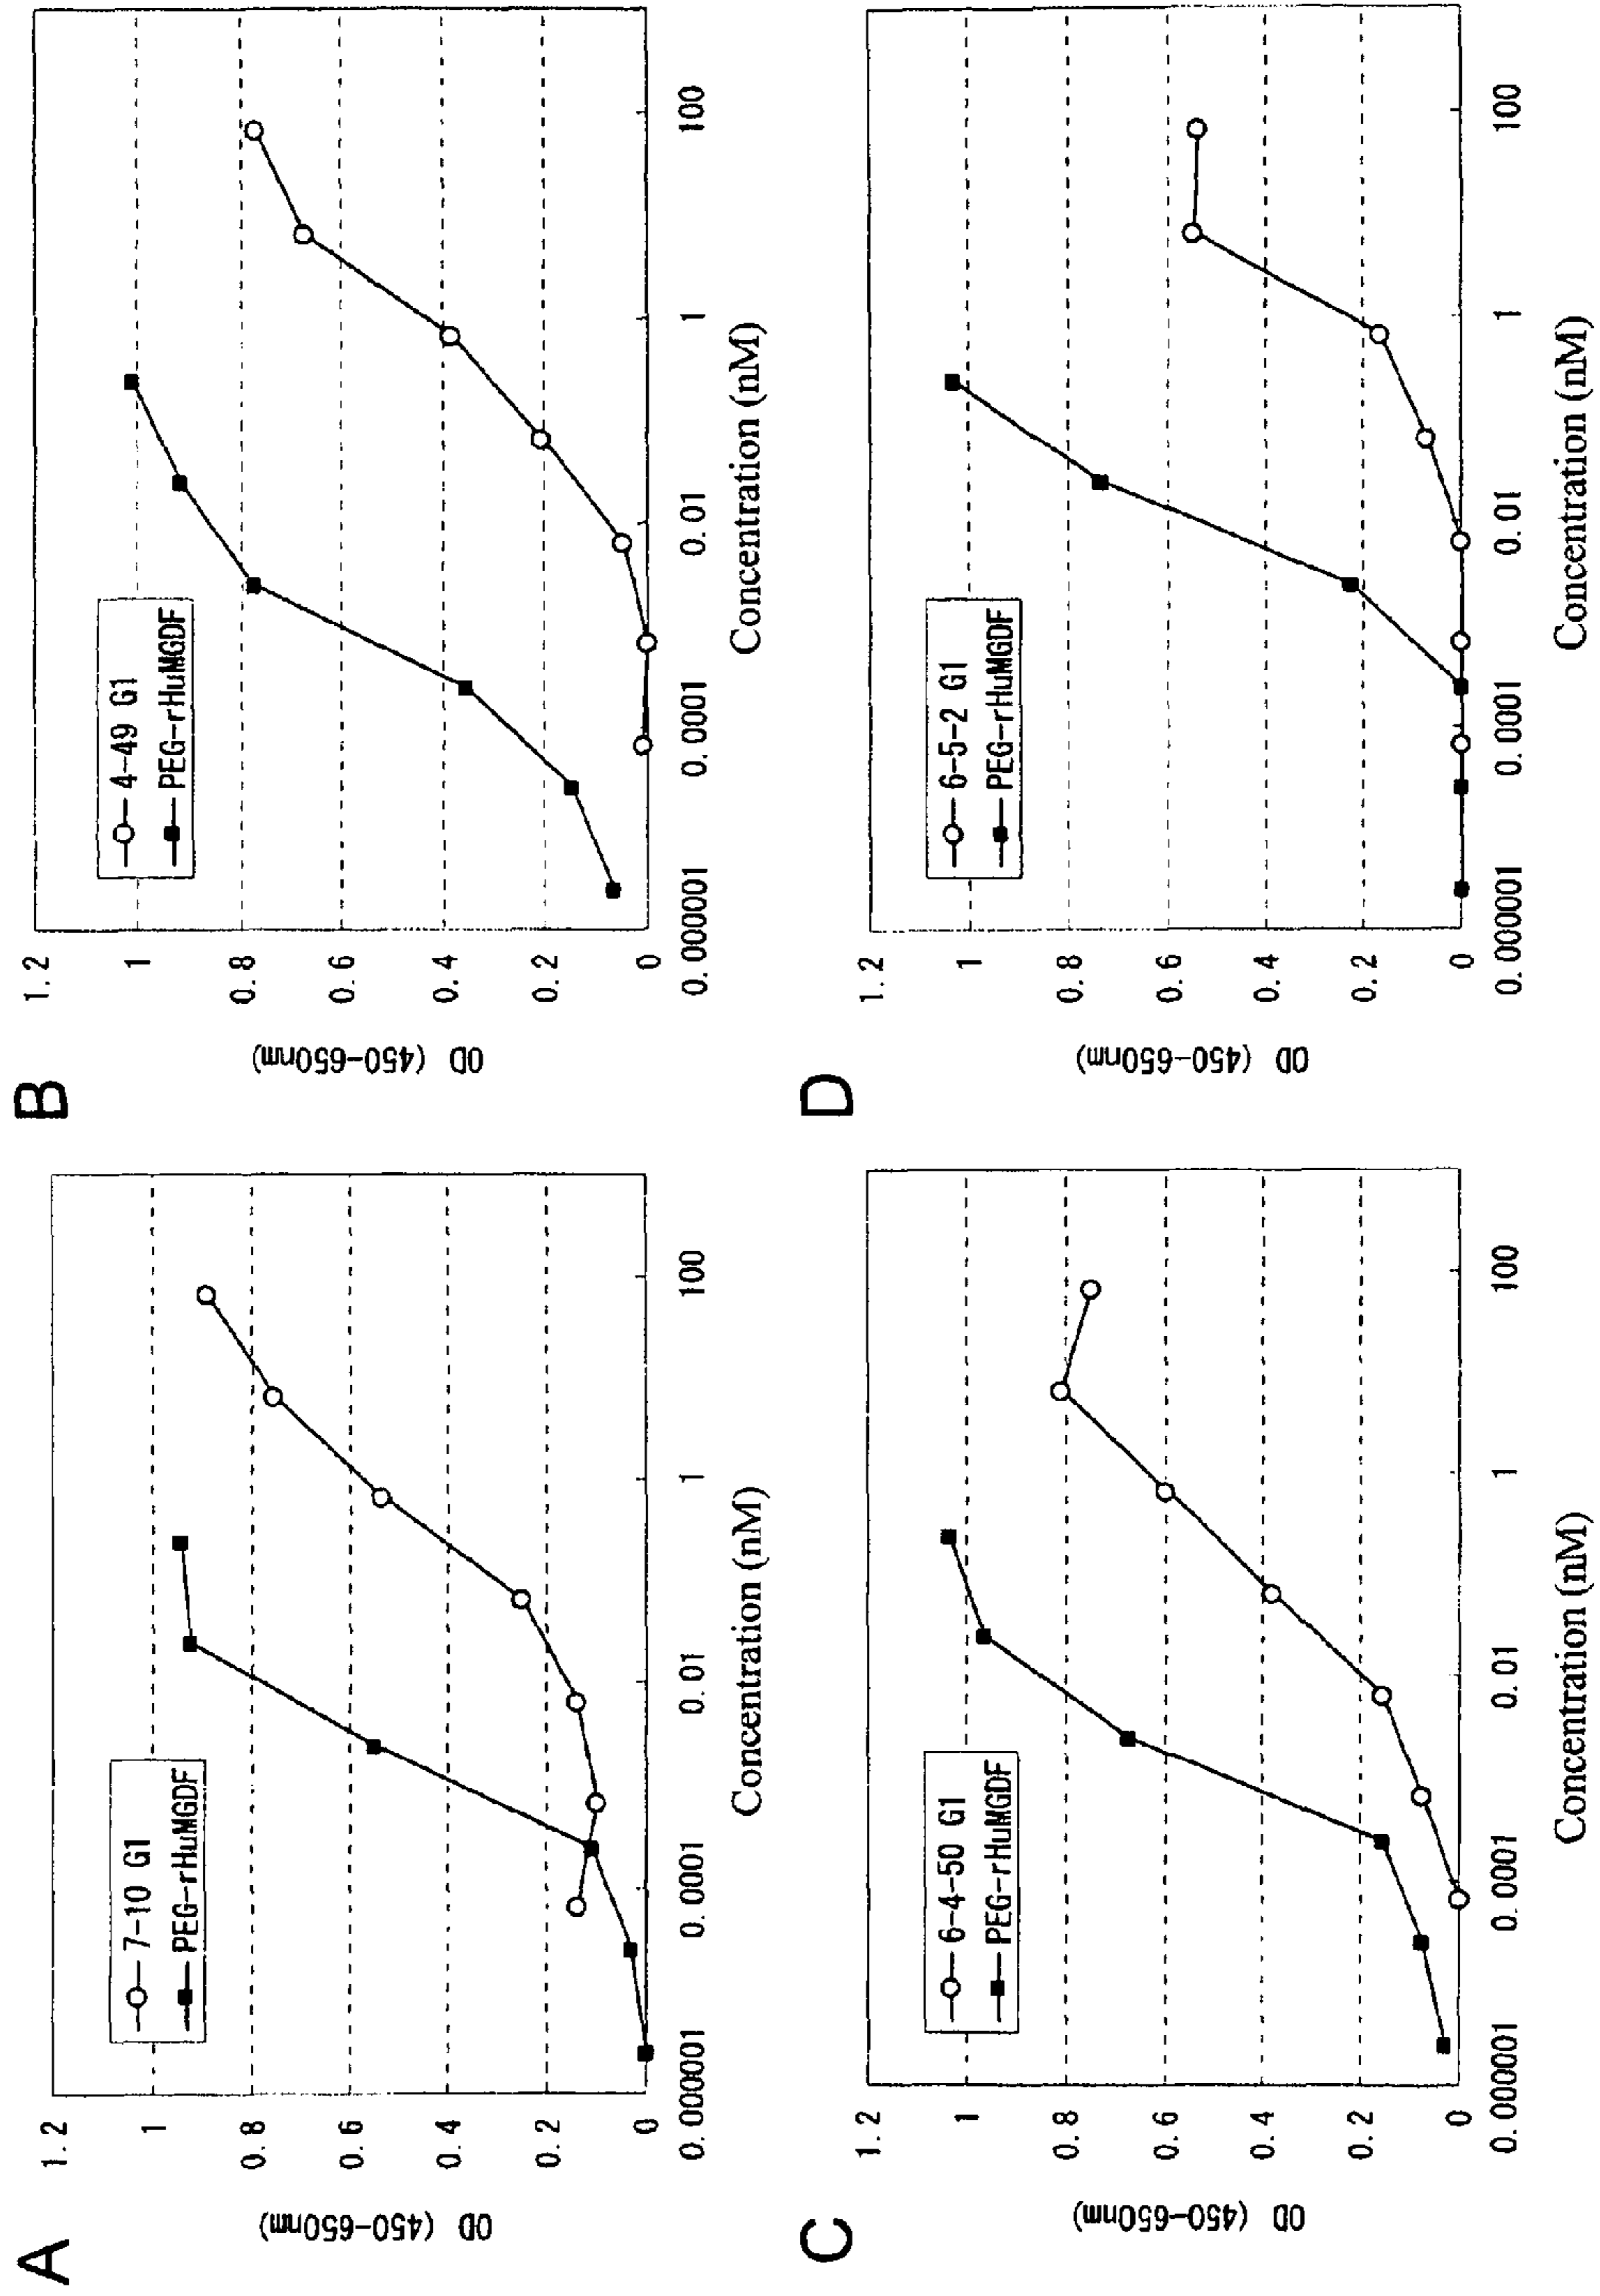 A
OD (450-650nm)
1.2
1
0.8
0.6
0.4
0.2
0
7-10 G1
PEG-rHuMGDF
0.000001
0.0001
0.01
1
100
Concentration (nM)
B
OD (450-650nm)
1.2
1
0.8
0.6
0.4
0.2
0
4-49 G1
PEG-rHuMGDF
0.000001
0.0001
0.01
1
100
Concentration (nM)
C
OD (450-650nm)
1.2
1
0.8
0.6
0.4
0.2
0
6-4-50 G1
PEG-rHuMGDF
0.000001
0.0001
0.01
1
100
Concentration (nM)
D
OD (450-650nm)
1.2
1
0.8
0.6
0.4
0.2
0
6-5-2 G1
PEG-rHuMGDF
0.000001
0.0001
0.01
1
100
Concentration (nM)